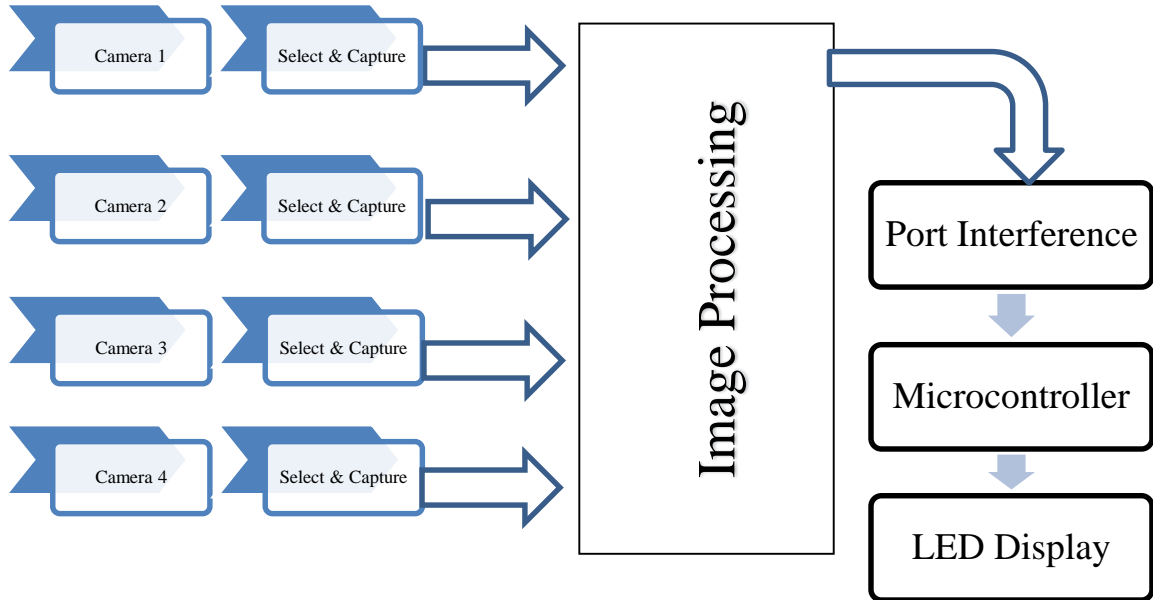 Camera 1
Select & Capture
Camera 2
Select & Capture
Camera 3
Select & Capture
Camera 4
Select & Capture
Image Processing
Port Interference
Microcontroller
LED Display